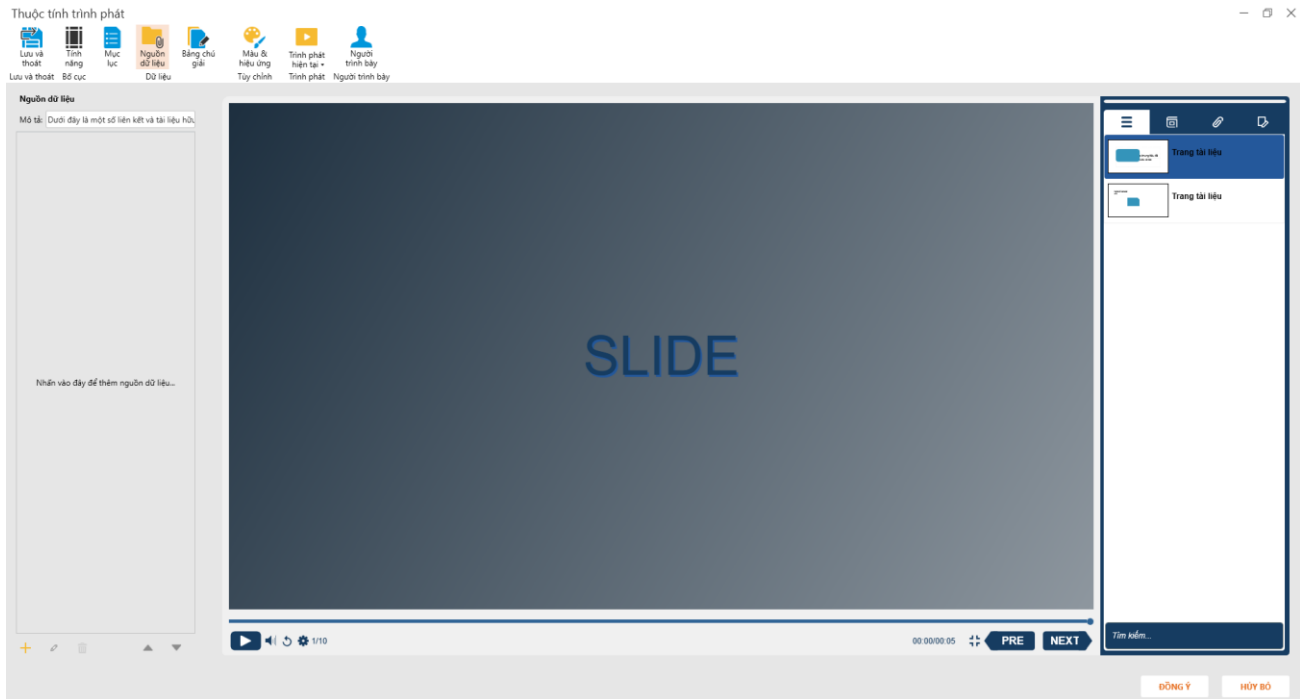 Thuộc tính trình phát
Lưu và thoát
Tính năng
Mục lục
Nguồn dữ liệu
Bảng chú giải
Màu & hiệu ứng
Trình phát hiện tại
Người trình bày
Lưu và thoát Bố cục Dữ liệu Tùy chỉnh Trình phát Người trình bày
Nguồn dữ liệu
Mô tả: Dưới đây là một số liên kết và tài liệu hữu
Nhấn vào đây để thêm nguồn dữ liệu...
SLIDE
1/10
00:00/00:05
PRE
NEXT
Trang tài liệu
Trang tài liệu
Tìm kiếm...
ĐỒNG Ý
HỦY BỎ